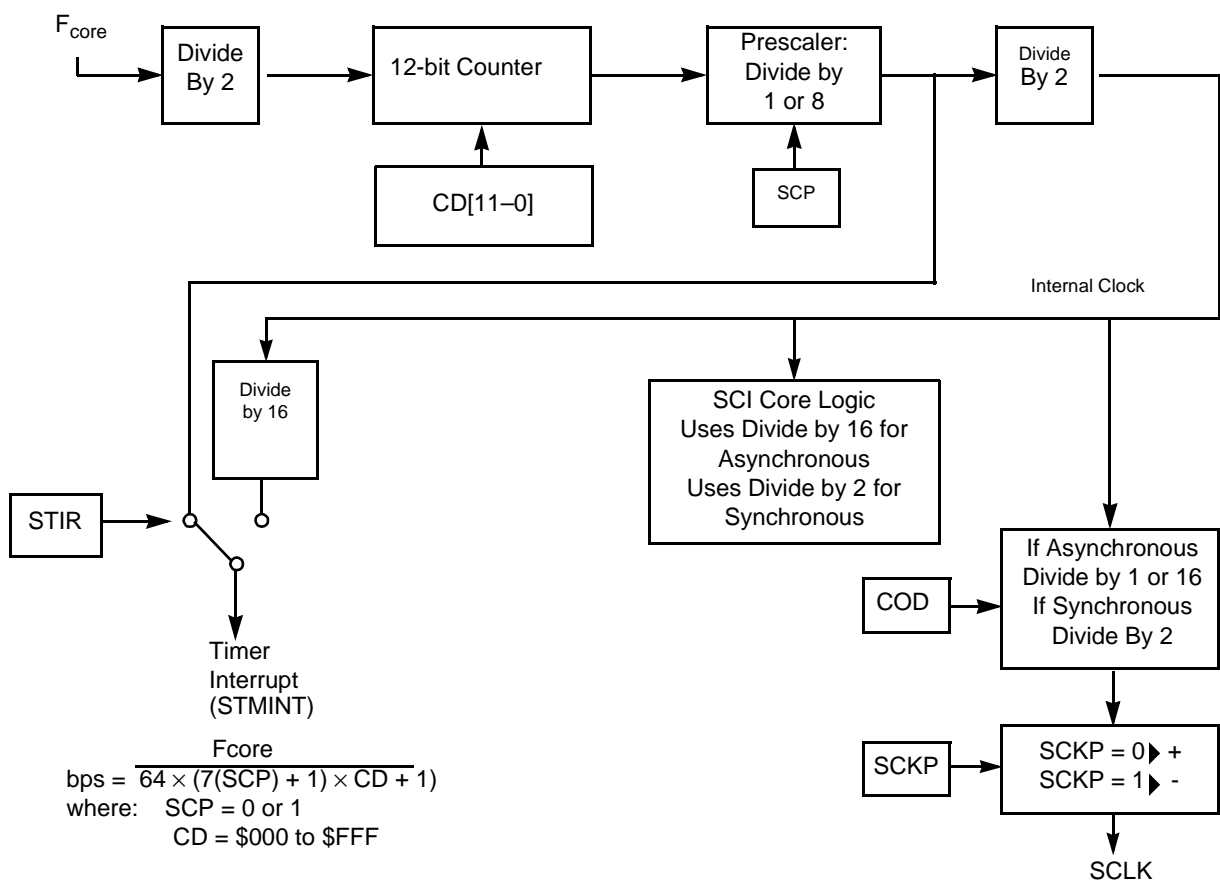 Fcore
Divide
By 2
12-bit Counter
Prescaler:
Divide by
1 or 8
Divide
By 2
CD[11–0]
SCP
Internal Clock
Divide
by 16
SCI Core Logic
Uses Divide by 16 for
Asynchronous
Uses Divide by 2 for
Synchronous
STIR
If Asynchronous
Divide by 1 or 16
If Synchronous
Divide By 2
COD
Timer
Interrupt
(STMINT)
SCKP
SCKP = 0 ▶ +
SCKP = 1 ▶ -
Fcore
bps = 64 × (7(SCP) + 1) × CD + 1)
where: SCP = 0 or 1
CD = $000 to $FFF
SCLK